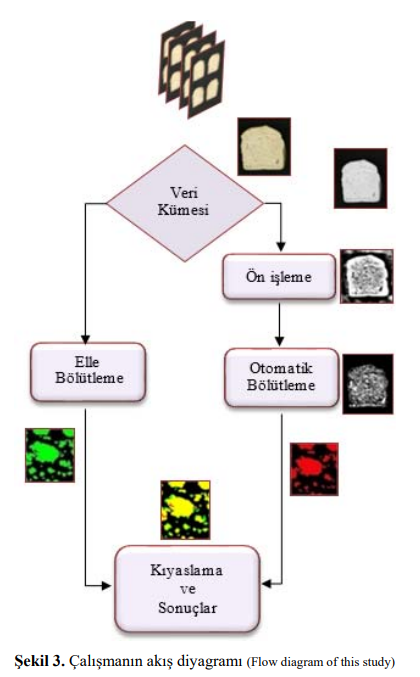 Veri
Kümesi
Ön işleme
Elle
Bölütleme
Otomatik
Bölütleme
Kıyaslama
ve
Sonuçlar
Şekil 3. Çalışmanın akış diyagramı (Flow diagram of this study)